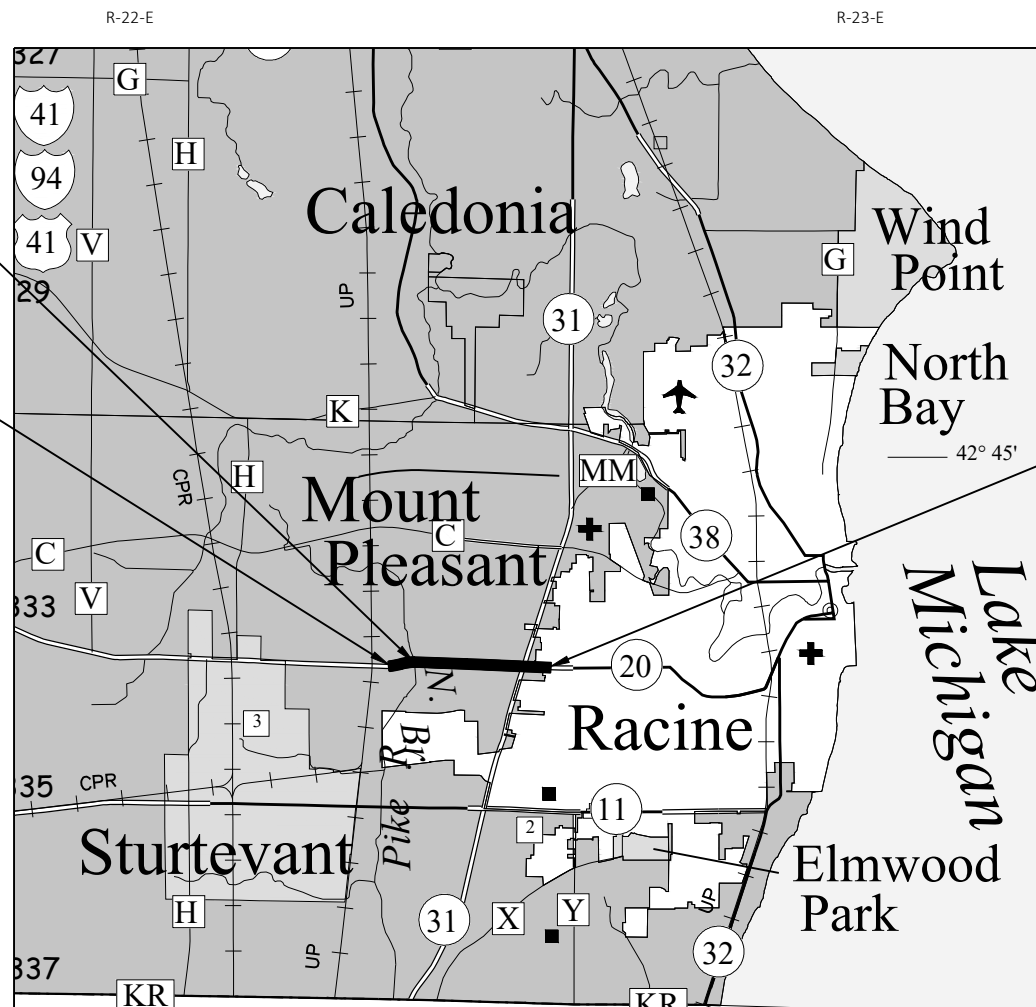 R-22-E
R-23-E
327
G
41
H
94
Caledonia
Wind
Point
41
V
G
29
UP
31
32
North
Bay
K
42° 45'
MM
H
CPR
Mount
Pleasant
C
C
38
V
333
Lake
Michigan
20
N.
Br
R
Pike
3
Racine
335
CPR
11
2
Sturtevant
Elmwood
Park
UP
H
31
X
Y
32
UP
337
KR
KR